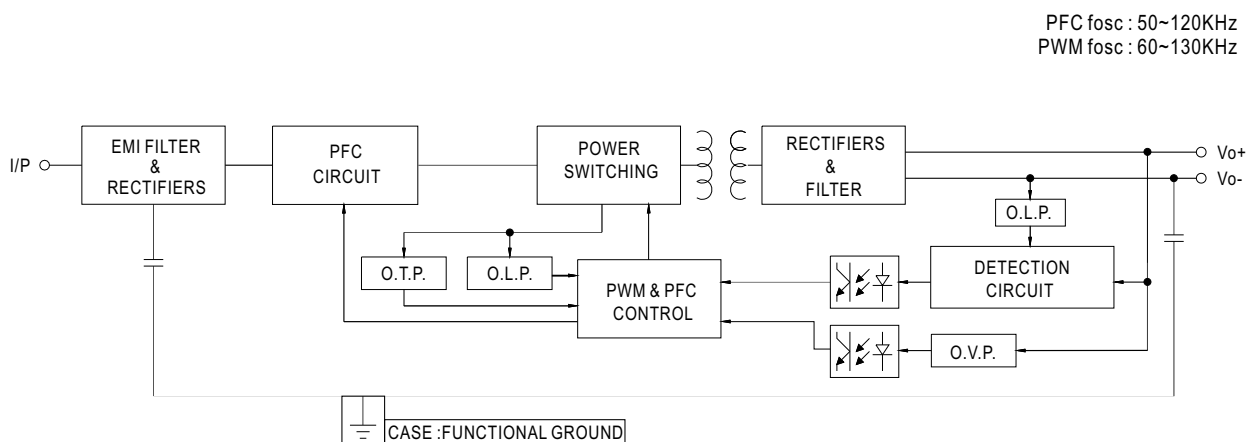 PFC fosc : 50~120KHz
PWM fosc : 60~130KHz
I/P
EMI FILTER
&
RECTIFIERS
PFC
CIRCUIT
POWER
SWITCHING
RECTIFIERS
&
FILTER
Vo+
Vo-
O.L.P.
O.T.P.
O.L.P.
PWM & PFC
CONTROL
DETECTION
CIRCUIT
O.V.P.
CASE :FUNCTIONAL GROUND